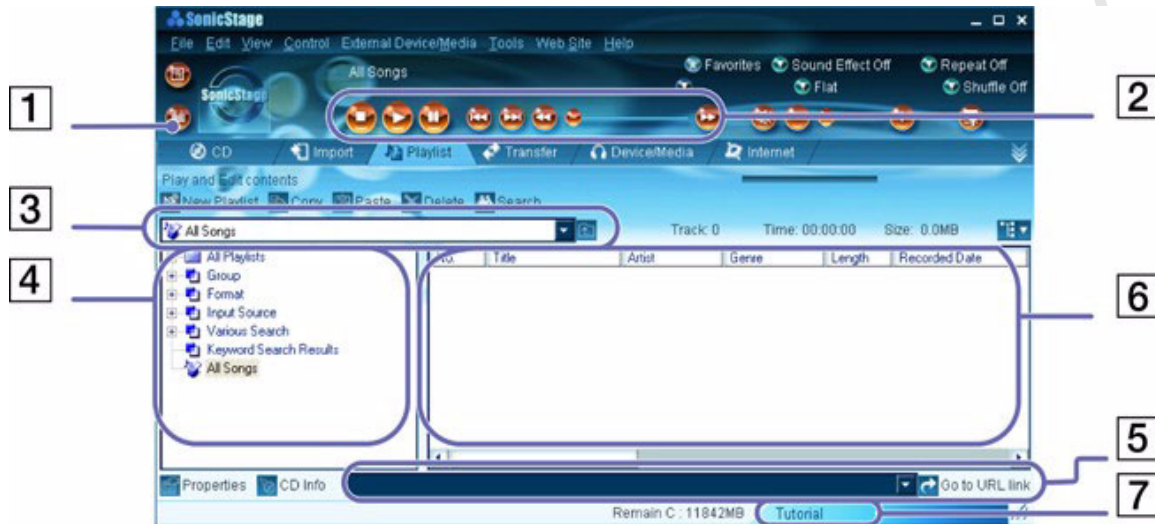 SonicStage
File Edit View Control External Device/Media Tools Web Site Help
All Songs
Favorites Sound Effect Off Repeat Off
SonicStage
Flat Shuffle Off
1
2
CD Import Playlist Transfer Device/Media Internet
Play and Edit contents
New Playlist Copy Paste Delete Search
3
All Songs
Track: 0 Time: 00:00:00 Size: 0.0MB
4
All Playlists
Group
Format
Input Source
Various Search
Keyword Search Results
All Songs
No. Title Artist Genre Length Recorded Date
6
5
Properties CD Info
Go to URL link
7
Remain C : 11842MB Tutorial